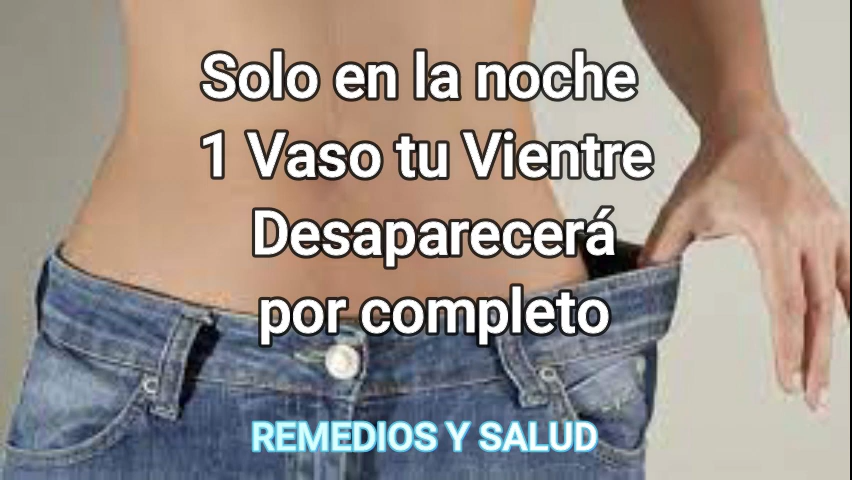 Solo en la noche
1 Vaso tu Vientre
Desaparecerá
por completo
REMEDIOS Y SALUD